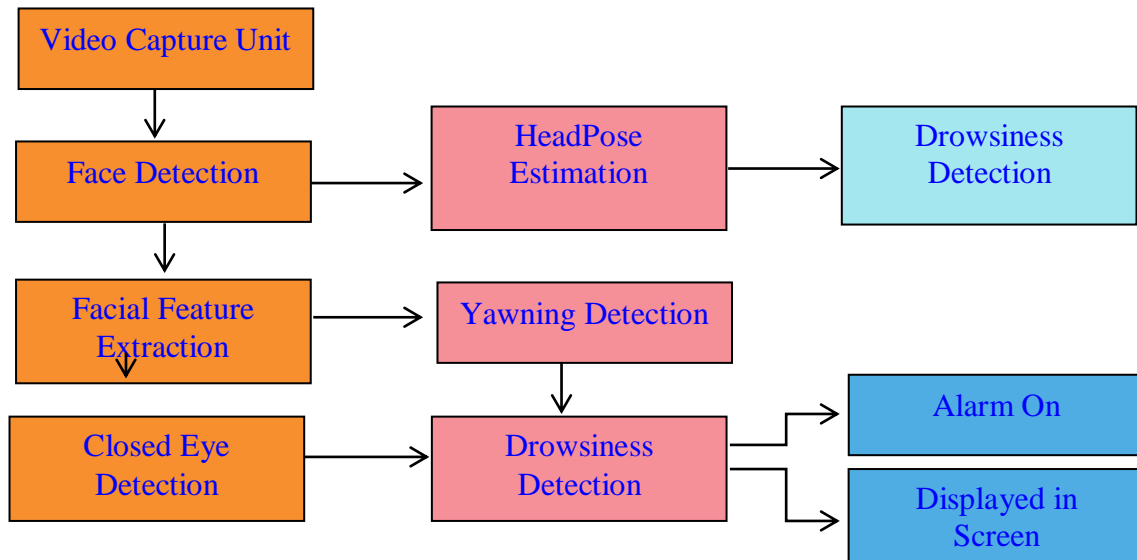 Video Capture Unit
Face Detection
HeadPose
Estimation
Drowsiness
Detection
Facial Feature
Extraction
Yawning Detection
Closed Eye
Detection
Drowsiness
Detection
Alarm On
Displayed in
Screen